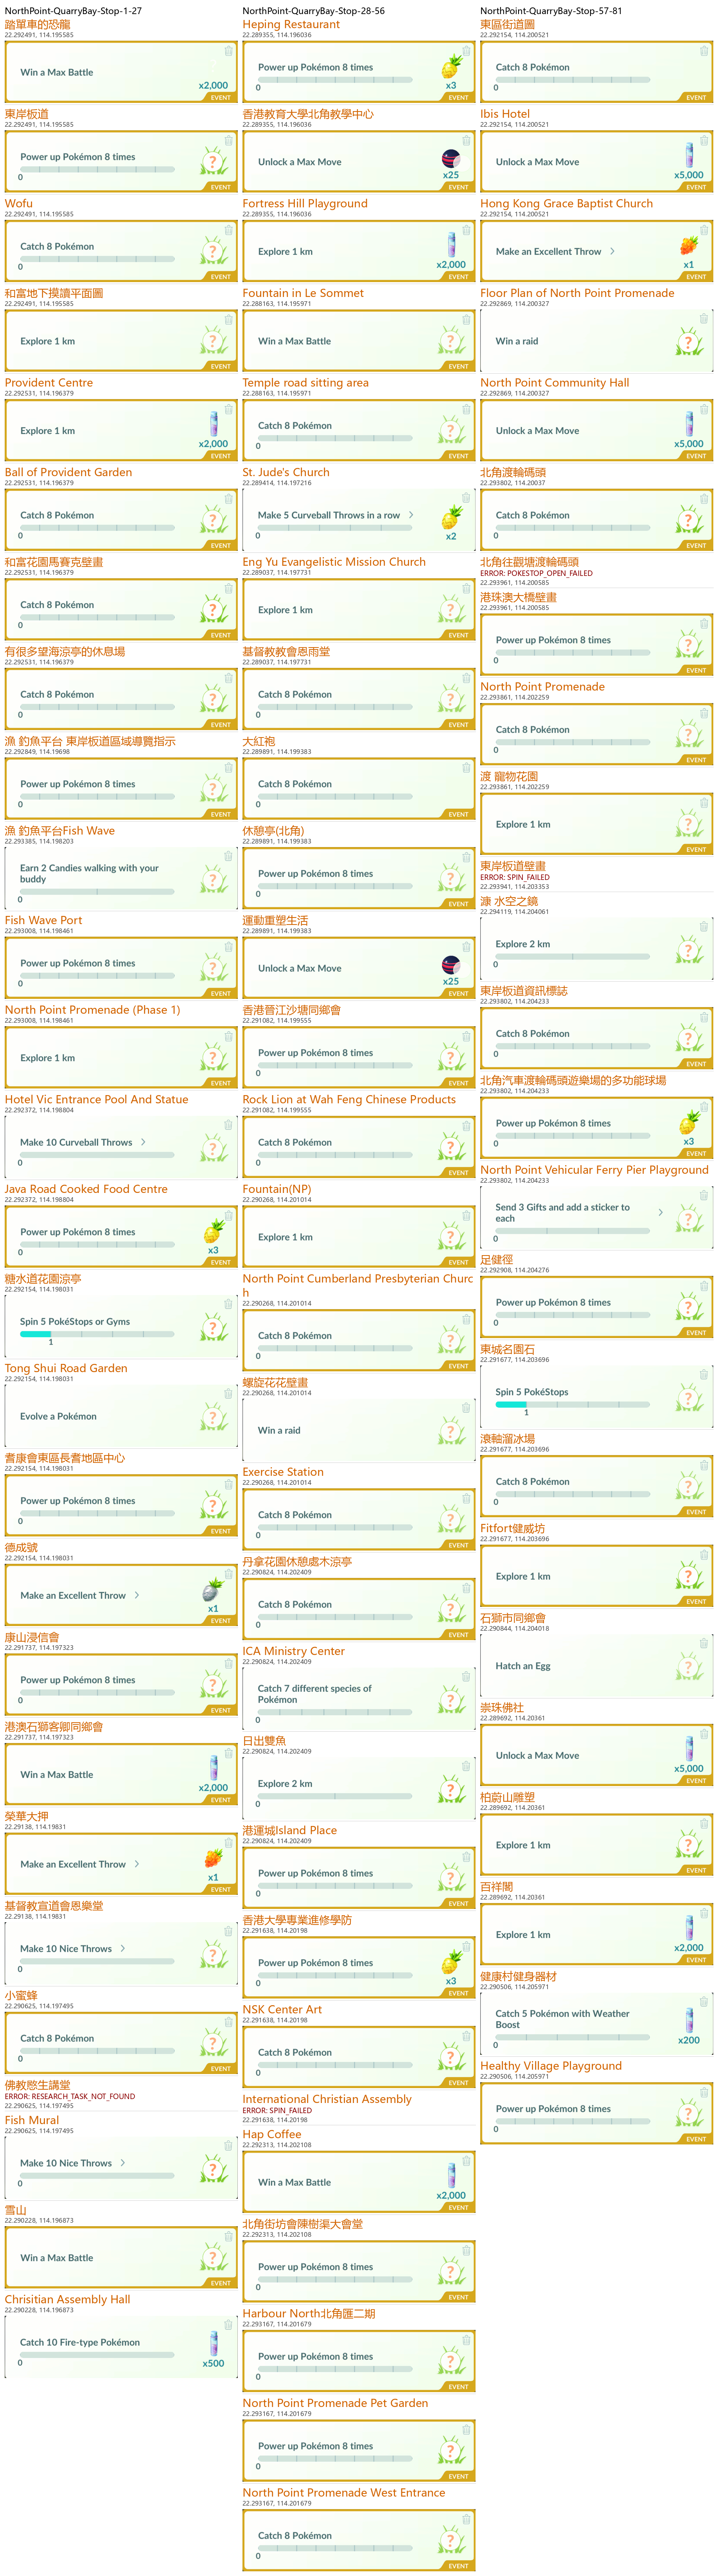 NorthPoint-QuarryBay-Stop-1-27
踏單車的恐龍
22.292491, 114.195585
Win a Max Battle
x2,000
EVENT
東岸板道
22.292491, 114.195585
Power up Pokémon 8 times
0
EVENT
Wofu
22.292491, 114.195585
Catch 8 Pokémon
0
EVENT
和富地下摸讀平面圖
22.292491, 114.195585
Explore 1 km
EVENT
Provident Centre
22.292531, 114.196379
Explore 1 km
x2,000
EVENT
Ball of Provident Garden
22.292531, 114.196379
Catch 8 Pokémon
0
EVENT
和富花園馬賽克壁畫
22.292531, 114.196379
Catch 8 Pokémon
0
EVENT
有很多望海涼亭的休息場
22.292531, 114.196379
Catch 8 Pokémon
0
EVENT
漁 釣魚平台 東岸板道區域導覽指示
22.292849, 114.19698
Power up Pokémon 8 times
0
EVENT
漁 釣魚平台Fish Wave
22.293385, 114.198203
Earn 2 Candies walking with your
buddy
0
Fish Wave Port
22.293008, 114.198461
Power up Pokémon 8 times
0
EVENT
North Point Promenade (Phase 1)
22.293008, 114.198461
Explore 1 km
EVENT
Hotel Vic Entrance Pool And Statue
22.292372, 114.198804
Make 10 Curveball Throws
0
Java Road Cooked Food Centre
22.292372, 114.198804
Power up Pokémon 8 times
0
x3
EVENT
糖水道花園涼亭
22.292154, 114.198031
Spin 5 PokéStops or Gyms
1
Tong Shui Road Garden
22.292154, 114.198031
Evolve a Pokémon
耆康會東區長者地區中心
22.292154, 114.198031
Power up Pokémon 8 times
0
EVENT
德成號
22.292154, 114.198031
Make an Excellent Throw
x1
EVENT
康山浸信會
22.291737, 114.197323
Power up Pokémon 8 times
0
EVENT
港澳石獅客卿同鄉會
22.291737, 114.197323
Win a Max Battle
x2,000
EVENT
榮華大押
22.29138, 114.19831
Make an Excellent Throw
x1
EVENT
基督教宣道會恩樂堂
22.29138, 114.19831
Make 10 Nice Throws
0
小蜜蜂
22.290625, 114.197495
Catch 8 Pokémon
0
EVENT
佛教愍生講堂
ERROR: RESEARCH_TASK_NOT_FOUND
22.290625, 114.197495
Fish Mural
22.290625, 114.197495
Make 10 Nice Throws
0
雪山
22.290228, 114.196873
Win a Max Battle
EVENT
Chrisitian Assembly Hall
22.290228, 114.196873
Catch 10 Fire-type Pokémon
0
x500
NorthPoint-QuarryBay-Stop-28-56
Heping Restaurant
22.289355, 114.196036
Power up Pokémon 8 times
0
x3
EVENT
香港教育大學北角教學中心
22.289355, 114.196036
Unlock a Max Move
x25
EVENT
Fortress Hill Playground
22.289355, 114.196036
Explore 1 km
x2,000
EVENT
Fountain in Le Sommet
22.288163, 114.195971
Win a Max Battle
EVENT
Temple road sitting area
22.288163, 114.195971
Catch 8 Pokémon
0
EVENT
St. Jude's Church
22.289414, 114.197216
Make 5 Curveball Throws in a row
0
x2
Eng Yu Evangelistic Mission Church
22.289037, 114.197731
Explore 1 km
EVENT
基督教教會恩雨堂
22.289037, 114.197731
Catch 8 Pokémon
0
EVENT
大紅袍
22.289891, 114.199383
Catch 8 Pokémon
0
EVENT
休憩亭(北角)
22.289891, 114.199383
Power up Pokémon 8 times
0
EVENT
運動重塑生活
22.289891, 114.199383
Unlock a Max Move
x25
EVENT
香港晉江沙塘同鄉會
22.291082, 114.199555
Power up Pokémon 8 times
0
EVENT
Rock Lion at Wah Feng Chinese Products
22.291082, 114.199555
Catch 8 Pokémon
0
EVENT
Fountain(NP)
22.290268, 114.201014
Explore 1 km
EVENT
North Point Cumberland Presbyterian Churc
h
22.290268, 114.201014
Catch 8 Pokémon
0
EVENT
螺旋花花壁畫
22.290268, 114.201014
Win a raid
Exercise Station
22.290268, 114.201014
Catch 8 Pokémon
0
EVENT
丹拿花園休憩處木涼亭
22.290824, 114.202409
Catch 8 Pokémon
0
EVENT
ICA Ministry Center
22.290824, 114.202409
Catch 7 different species of
Pokémon
0
日出雙魚
22.290824, 114.202409
Explore 2 km
0
港運城Island Place
22.290824, 114.202409
Power up Pokémon 8 times
0
EVENT
香港大學專業進修學防
22.291638, 114.20198
Power up Pokémon 8 times
0
x3
EVENT
NSK Center Art
22.291638, 114.20198
Catch 8 Pokémon
0
EVENT
International Christian Assembly
ERROR: SPIN_FAILED
22.291638, 114.20198
Hap Coffee
22.292313, 114.202108
Win a Max Battle
x2,000
EVENT
北角街坊會陳樹渠大會堂
22.292313, 114.202108
Power up Pokémon 8 times
0
EVENT
Harbour North北角匯二期
22.293167, 114.201679
Power up Pokémon 8 times
0
EVENT
North Point Promenade Pet Garden
22.293167, 114.201679
Power up Pokémon 8 times
0
EVENT
North Point Promenade West Entrance
22.293167, 114.201679
Catch 8 Pokémon
0
EVENT
NorthPoint-QuarryBay-Stop-57-81
東區街道圖
22.292154, 114.200521
Catch 8 Pokémon
0
EVENT
Ibis Hotel
22.292154, 114.200521
Unlock a Max Move
x5,000
EVENT
Hong Kong Grace Baptist Church
22.292154, 114.200521
Make an Excellent Throw
x1
EVENT
Floor Plan of North Point Promenade
22.292869, 114.200327
Win a raid
North Point Community Hall
22.292869, 114.200327
Unlock a Max Move
x5,000
EVENT
北角渡輪碼頭
22.293802, 114.20037
Catch 8 Pokémon
0
EVENT
北角往觀塘渡輪碼頭
ERROR: POKESTOP_OPEN_FAILED
22.293961, 114.200585
港珠澳大橋壁畫
22.293961, 114.200585
Power up Pokémon 8 times
0
EVENT
North Point Promenade
22.293861, 114.202259
Catch 8 Pokémon
0
EVENT
渡 寵物花園
22.293861, 114.202259
Explore 1 km
EVENT
東岸板道壁畫
ERROR: SPIN_FAILED
22.293941, 114.203353
濂 水空之鏡
22.294119, 114.204061
Explore 2 km
0
東岸板道資訊標誌
22.293802, 114.204233
Catch 8 Pokémon
0
EVENT
北角汽車渡輪碼頭遊樂場的多功能球場
22.293802, 114.204233
Power up Pokémon 8 times
0
x3
EVENT
North Point Vehicular Ferry Pier Playground
22.293802, 114.204233
Send 3 Gifts and add a sticker to
each
0
足健徑
22.292908, 114.204276
Power up Pokémon 8 times
0
EVENT
東城名園石
22.291677, 114.203696
Spin 5 PokéStops
1
滾軸溜冰場
22.291677, 114.203696
Catch 8 Pokémon
0
EVENT
Fitfort健威坊
22.291677, 114.203696
Explore 1 km
EVENT
石獅市同鄉會
22.290844, 114.204018
Hatch an Egg
崇珠佛社
22.289692, 114.20361
Unlock a Max Move
x5,000
EVENT
柏蔚山雕塑
22.289692, 114.20361
Explore 1 km
EVENT
百祥閣
22.289692, 114.20361
Explore 1 km
x2,000
EVENT
健康村健身器材
22.290506, 114.205971
Catch 5 Pokémon with Weather
Boost
0
x200
Healthy Village Playground
22.290506, 114.205971
Power up Pokémon 8 times
0
EVENT